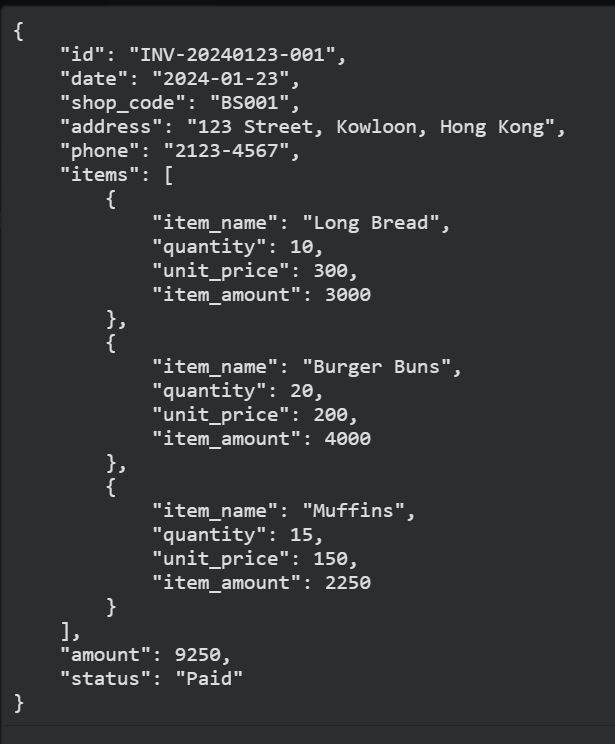 {
    "id": "INV-20240123-001",
    "date": "2024-01-23",
    "shop_code": "BS001",
    "address": "123 Street, Kowloon, Hong Kong",
    "phone": "2123-4567",
    "items": [
        {
            "item_name": "Long Bread",
            "quantity": 10,
            "unit_price": 300,
            "item_amount": 3000
        },
        {
            "item_name": "Burger Buns",
            "quantity": 20,
            "unit_price": 200,
            "item_amount": 4000
        },
        {
            "item_name": "Muffins",
            "quantity": 15,
            "unit_price": 150,
            "item_amount": 2250
        }
    ],
    "amount": 9250,
    "status": "Paid"
}